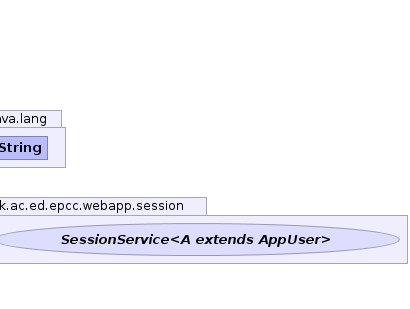 va.lang
String
k.ac.ed.epcc.webapp.session
SessionService<A extends AppUser>